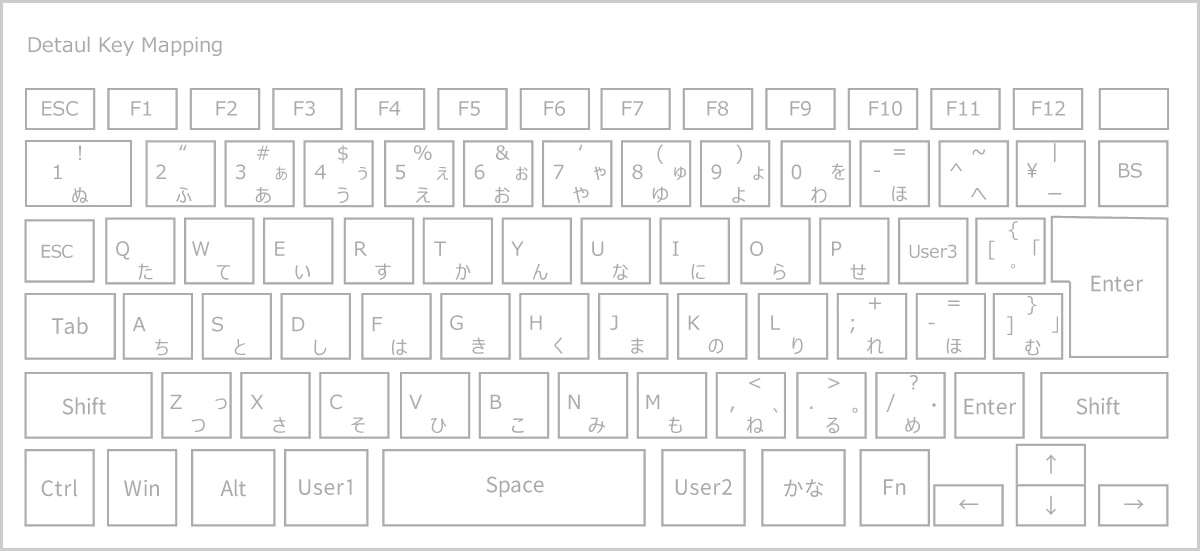 Detaul Key Mapping
ESC F1 F2 F3 F4 F5 F6 F7 F8 F9 F10 F11 F12
! “ # $ % & ‘ ( ) = ~ |
1 2 3 ぁ 4 ぅ 5 ぇ 6 ぉ 7 ゃ 8 ゅ 9 ょ 0 を - ^ ¥ BS
ぬ ふ あ う え お や ゆ よ わ ほ へ ー
{
ESC Q W E R T Y U I O P User3 [ 「
た て い す か ん な に ら せ ゜
Enter
+ = }
Tab A S D F G H J K L ; - ] 」
ち と し は き く ま の り れ ほ む
< > ?
Shift Z っ X C V B N M , 、 . 。 / ・ Enter Shift
つ さ そ ひ こ み も ね る め
↑
Ctrl Win Alt User1 Space User2 かな Fn
← ↓ →